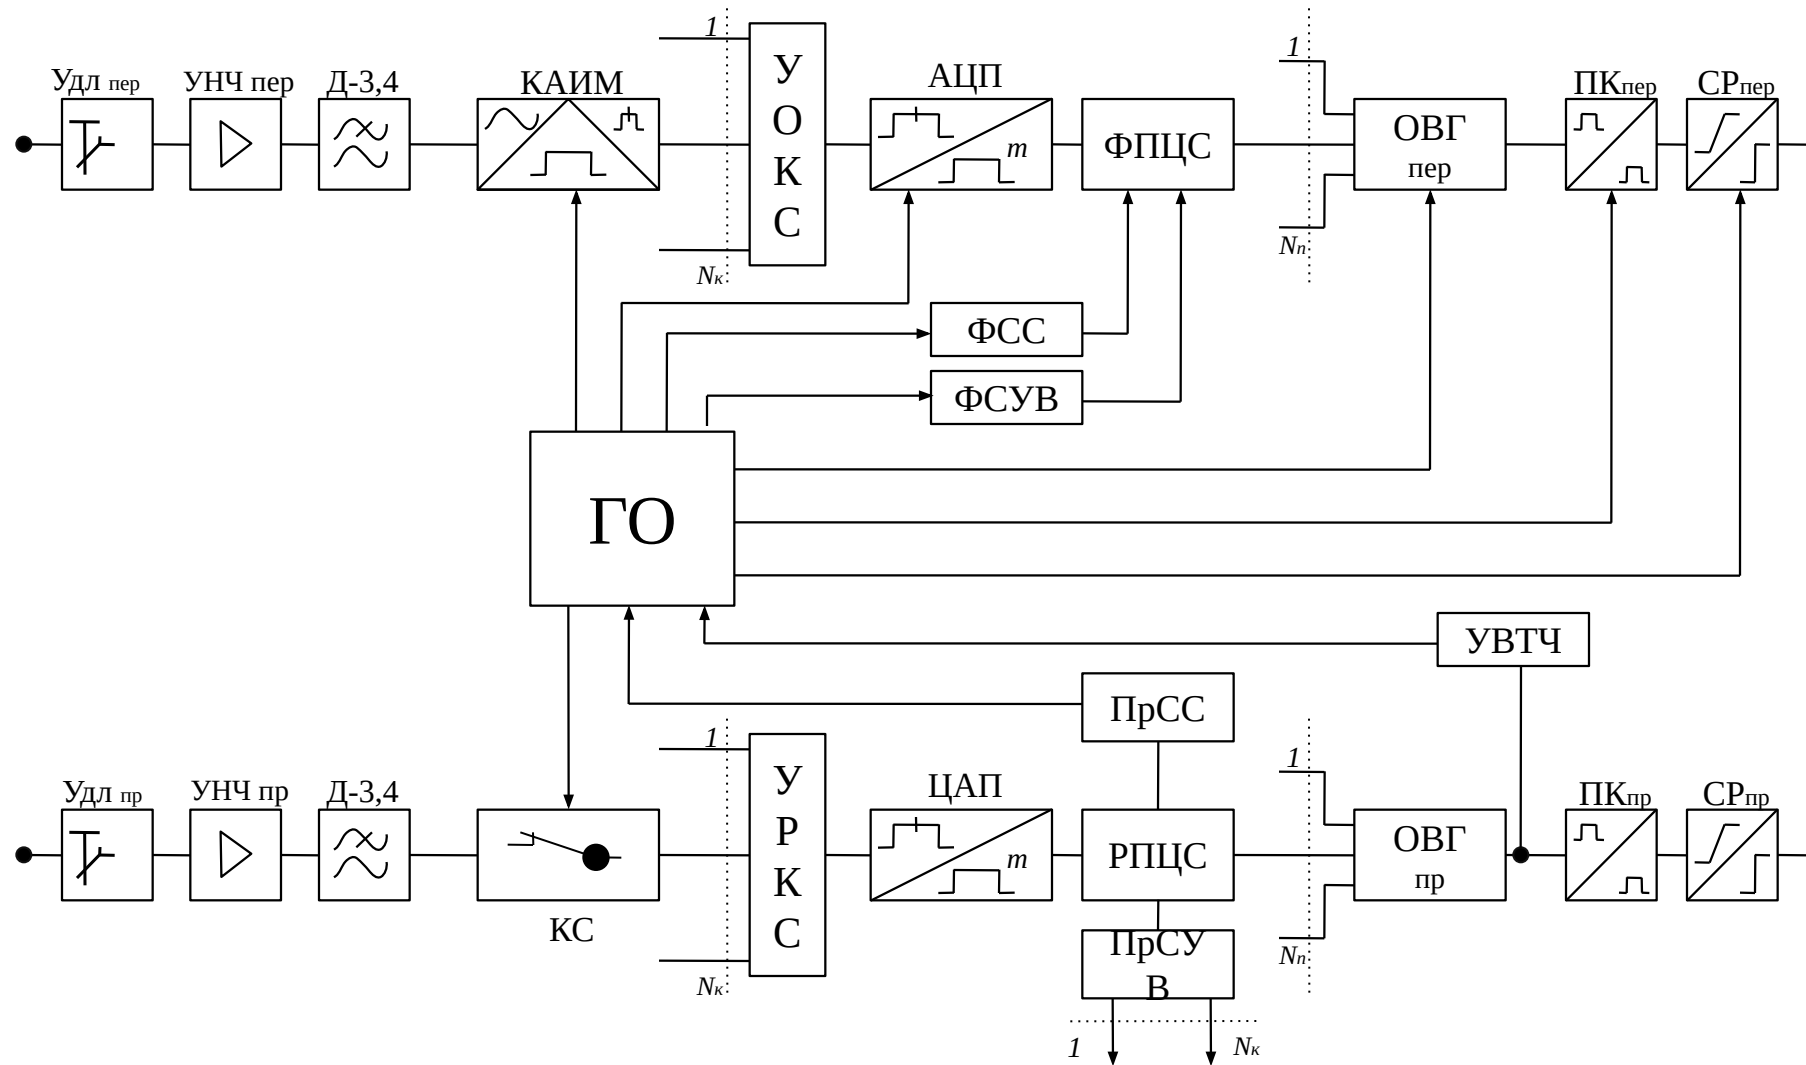 1
Удл пер
УНЧ пер
Д-3,4
КАИМ
У
О
К
С
АЦП
m
ФПЦС
1
ОВГ
пер
ПКпер
СРпер
Nк
Nп
ФСС
ФСУВ
ГО
УВТЧ
ПрСС
1
Удл пр
УНЧ пр
Д-3,4
КС
У
Р
К
С
ЦАП
m
РПЦС
1
ОВГ
пр
ПКпр
СРпр
Nк
Nп
ПрСУ
В
1
Nк